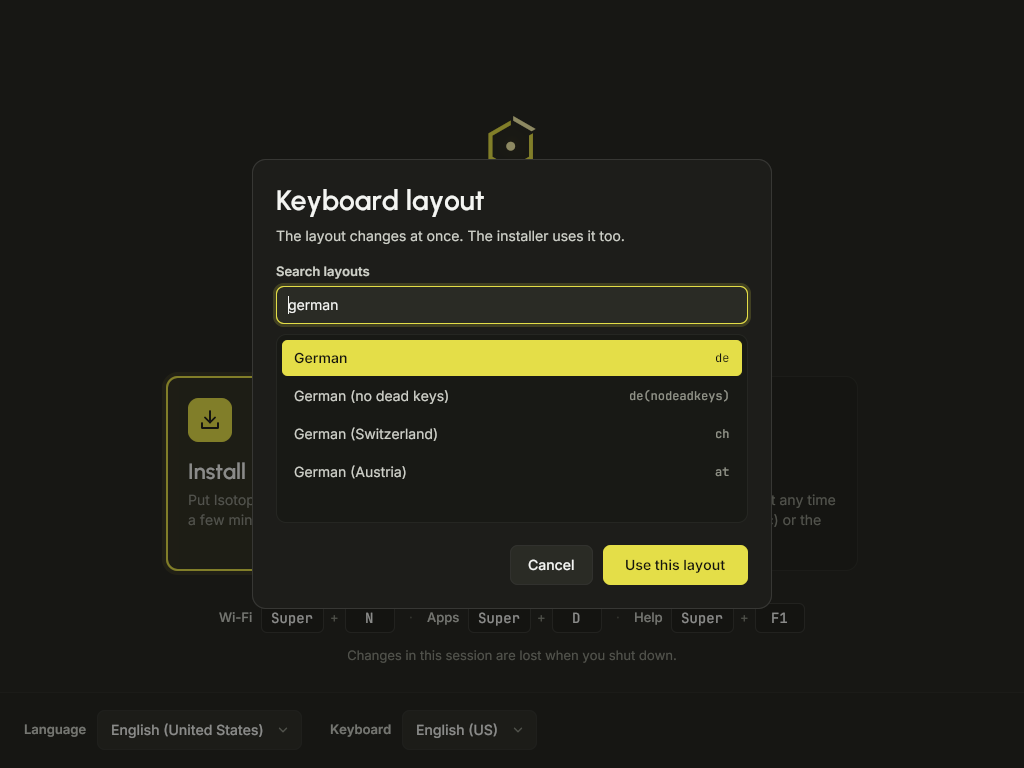 Keyboard layout
The layout changes at once. The installer uses it too.
Search layouts
german
German de
German (no dead keys) de(nodeadkeys)
German (Switzerland) ch
German (Austria) at
Cancel Use this layout
Install
Put Isotop t any time
a few min ) or the
Wi-Fi Super + N · Apps Super + D · Help Super + F1
Changes in this session are lost when you shut down.
Language English (United States) Keyboard English (US)